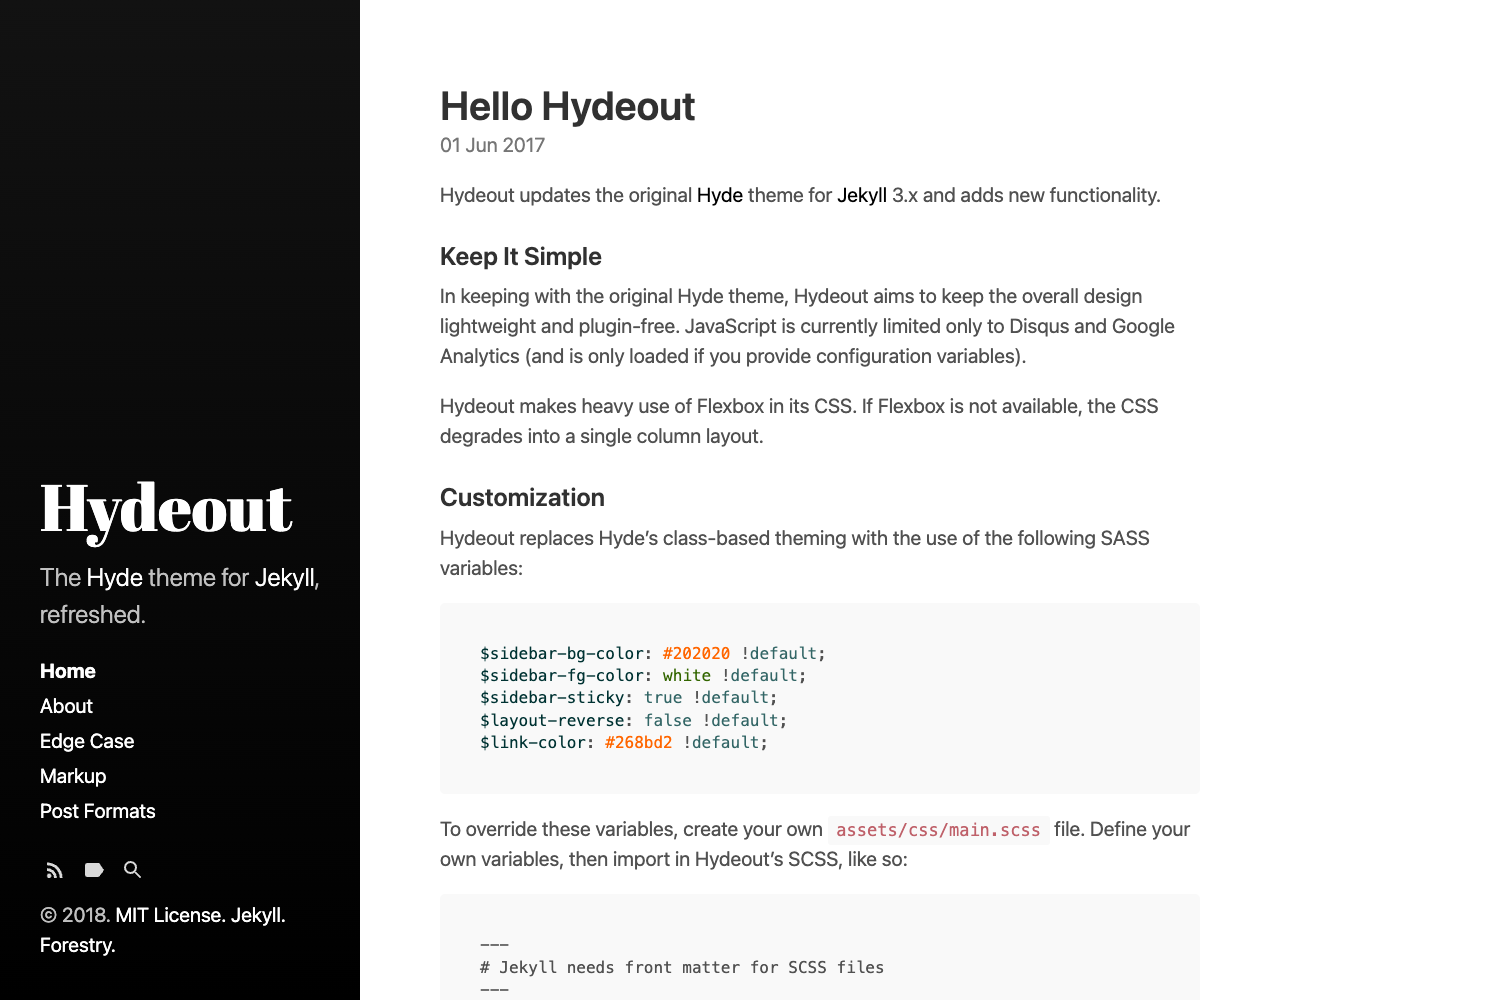 Hydeout
The Hyde theme for Jekyll,
refreshed.
Home
About
Edge Case
Markup
Post Formats
© 2018. MIT License. Jekyll.
Forestry.
Hello Hydeout
01 Jun 2017
Hydeout updates the original Hyde theme for Jekyll 3.x and adds new functionality.
Keep It Simple
In keeping with the original Hyde theme, Hydeout aims to keep the overall design
lightweight and plugin-free. JavaScript is currently limited only to Disqus and Google
Analytics (and is only loaded if you provide configuration variables).
Hydeout makes heavy use of Flexbox in its CSS. If Flexbox is not available, the CSS
degrades into a single column layout.
Customization
Hydeout replaces Hyde’s class-based theming with the use of the following SASS
variables:
$sidebar-bg-color: #202020 !default;
$sidebar-fg-color: white !default;
$sidebar-sticky: true !default;
$layout-reverse: false !default;
$link-color: #268bd2 !default;
To override these variables, create your own assets/css/main.scss file. Define your
own variables, then import in Hydeout’s SCSS, like so:
---
# Jekyll needs front matter for SCSS files
---